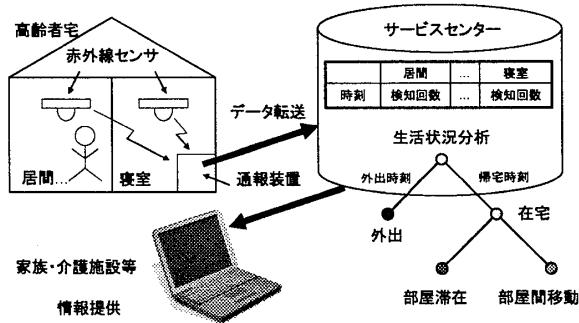 高齢者宅
赤外線センサ
居間...
寝室
通報装置
データ転送
サービスセンター
居間 ... 寝室
時刻 検知回数 ... 検知回数
生活状況分析
外出時刻
帰宅時刻
外出
在宅
部屋滞在
部屋間移動
家族・介護施設等
情報提供